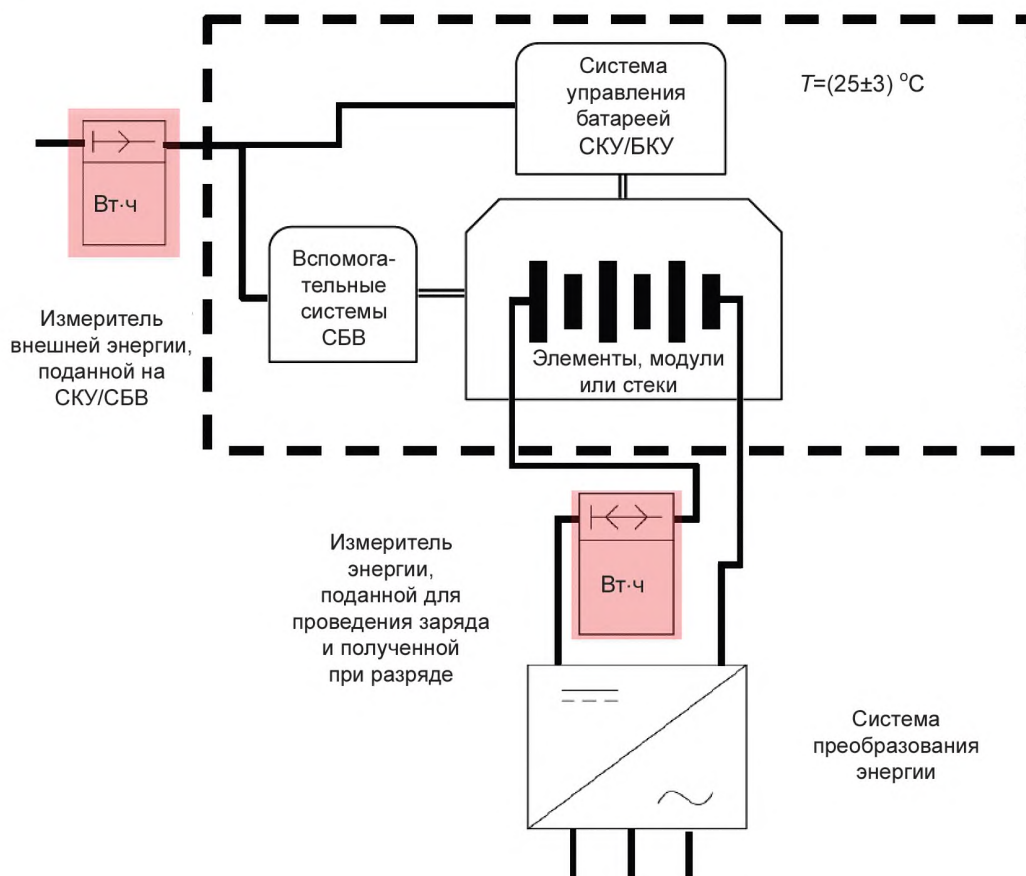 Система
управления
батареей
СКУ/БКУ
T=(25±3) °C
Вт·ч
Вспомога-
тельные
системы
СБВ
Измеритель
внешней энергии,
поданной на
СКУ/СБВ
Элементы, модули
или стеки
Измеритель
энергии,
поданной для
проведения заряда
и полученной
при разряде
Вт·ч
Система
преобразования
энергии